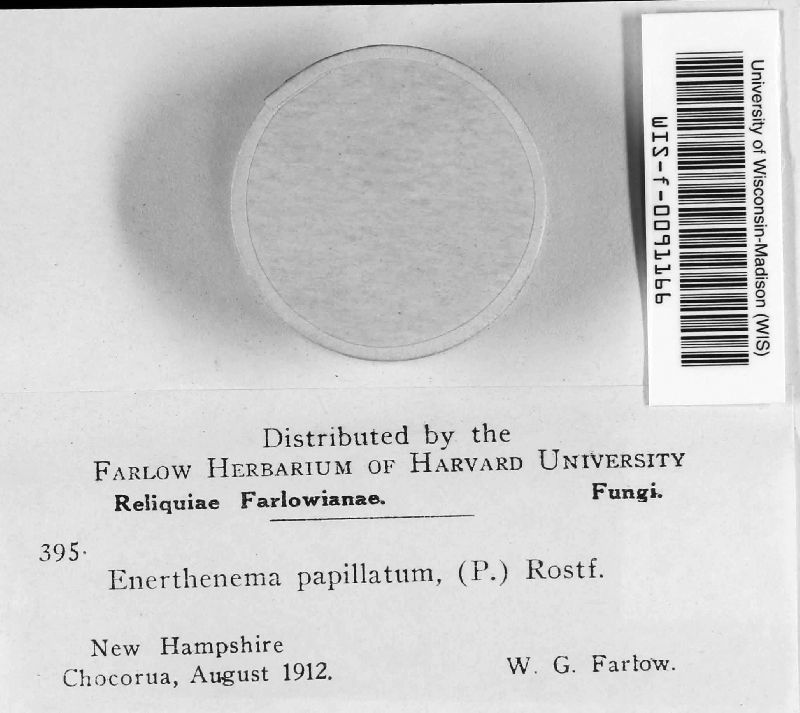 University of Wisconsin-Madison (WIS)
WIS-f-0091166
Distributed by the
FARLOW HERBARIUM OF HARVARD UNIVERSITY
Reliquiae Farlowianae. Fungi.
395.
Enerthenema papillatum, (P.) Rostf.
New Hampshire
Chocorua, August 1912. W. G. Farlow.